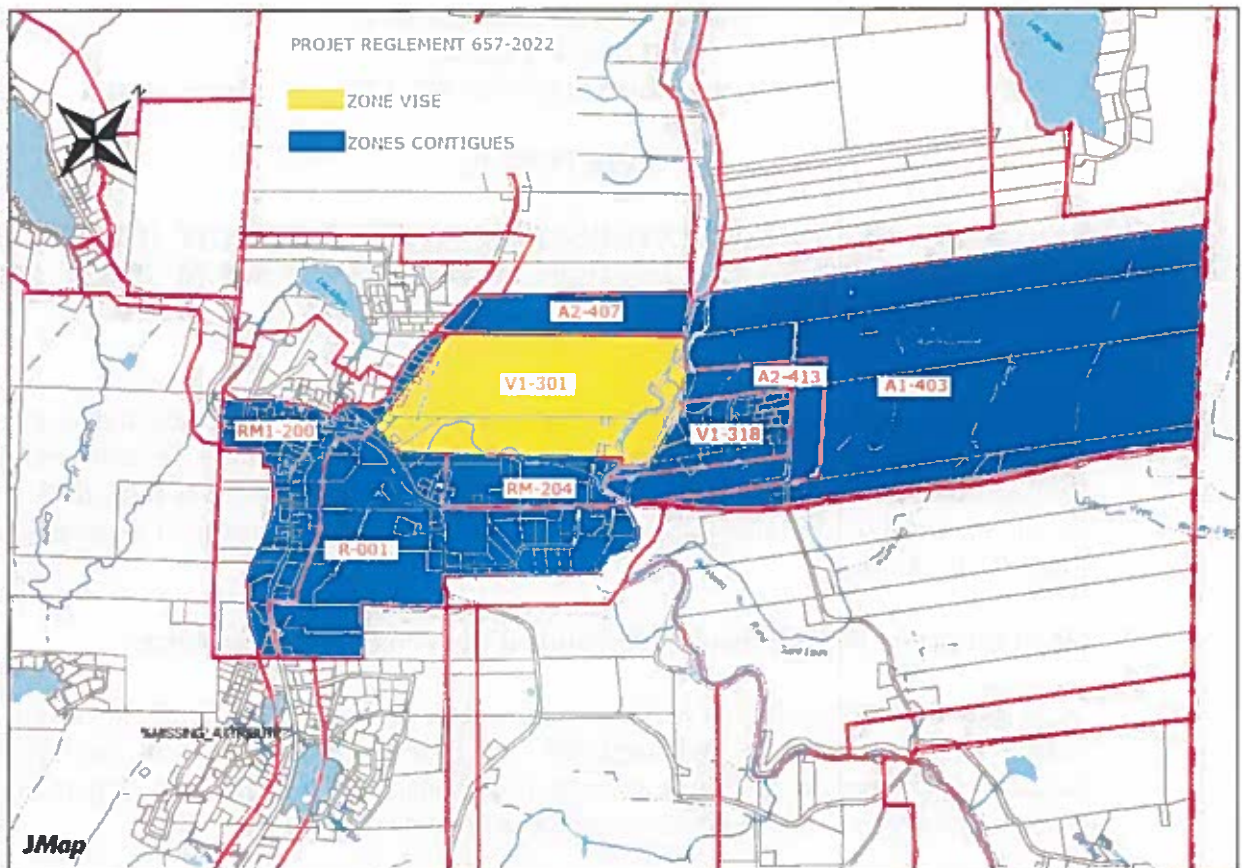 PROJET REGLEMENT 657-2022
ZONE VISE
ZONES CONTIGUES
N
A2-407
V1-301
A2-413
A1-403
RM1-200
V1-318
RM-204
R-001
JMap